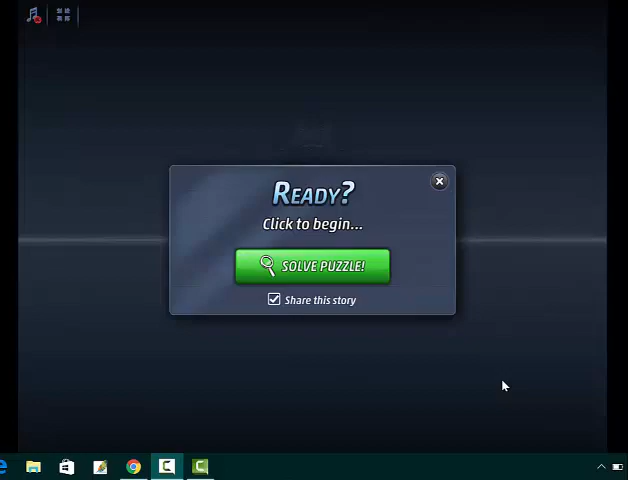 READY?
Click to begin...
SOLVE PUZZLE!
Share this story